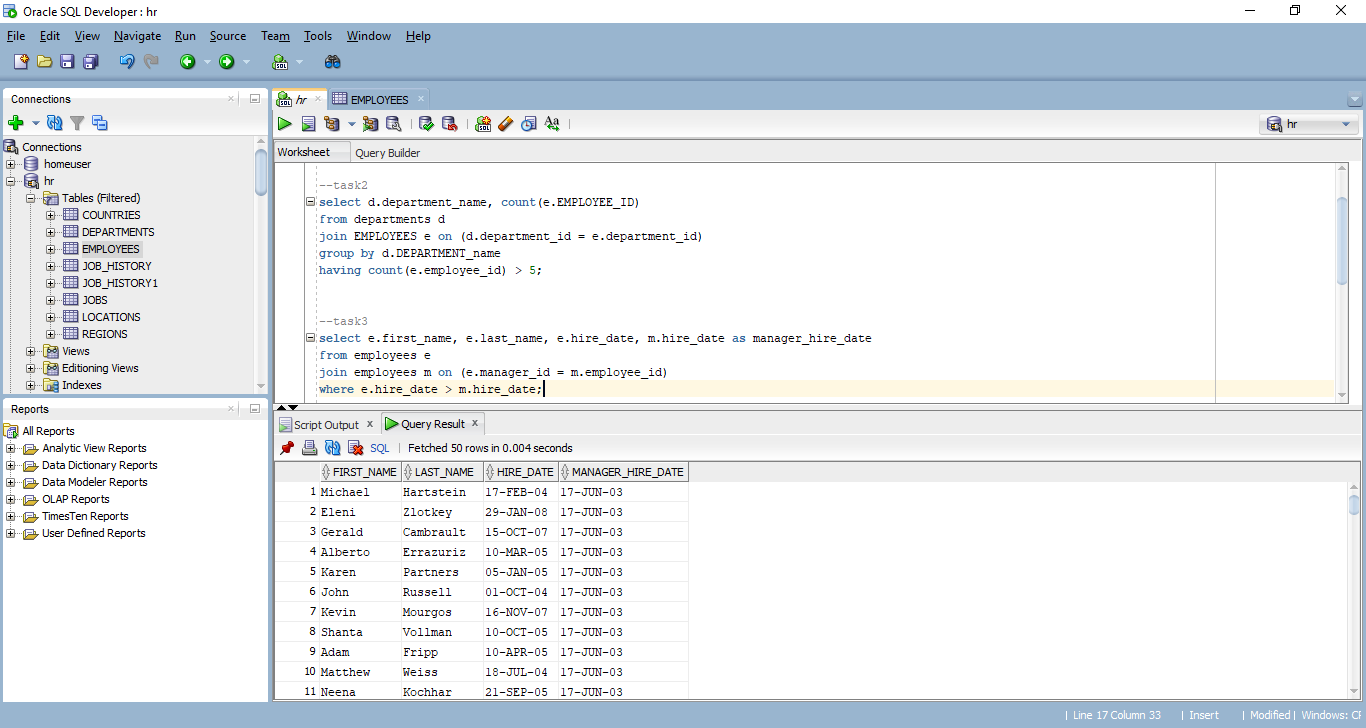 Oracle SQL Developer : hr
File Edit View Navigate Run Source Team Tools Window Help
Connections
Connections
homeuser
hr
Tables (Filtered)
COUNTRIES
DEPARTMENTS
EMPLOYEES
JOB_HISTORY
JOB_HISTORY1
JOBS
LOCATIONS
REGIONS
Views
Editioning Views
Indexes
Reports
All Reports
Analytic View Reports
Data Dictionary Reports
Data Modeler Reports
OLAP Reports
TimesTen Reports
User Defined Reports
hr EMPLOYEES
hr
Worksheet Query Builder
--task2
select d.department_name, count(e.EMPLOYEE_ID)
from departments d
join EMPLOYEES e on (d.department_id = e.department_id)
group by d.DEPARTMENT_name
having count(e.employee_id) > 5;
--task3
select e.first_name, e.last_name, e.hire_date, m.hire_date as manager_hire_date
from employees e
join employees m on (e.manager_id = m.employee_id)
where e.hire_date > m.hire_date;
Script Output Query Result
SQL Fetched 50 rows in 0.004 seconds
FIRST_NAME LAST_NAME HIRE_DATE MANAGER_HIRE_DATE
1 Michael Hartstein 17-FEB-04 17-JUN-03
2 Eleni Zlotkey 29-JAN-08 17-JUN-03
3 Gerald Cambrault 15-OCT-07 17-JUN-03
4 Alberto Errazuriz 10-MAR-05 17-JUN-03
5 Karen Partners 05-JAN-05 17-JUN-03
6 John Russell 01-OCT-04 17-JUN-03
7 Kevin Mourgos 16-NOV-07 17-JUN-03
8 Shanta Vollman 10-OCT-05 17-JUN-03
9 Adam Fripp 10-APR-05 17-JUN-03
10 Matthew Weiss 18-JUL-04 17-JUN-03
11 Neena Kochhar 21-SEP-05 17-JUN-03
Line 17 Column 33 Insert Modified Windows: